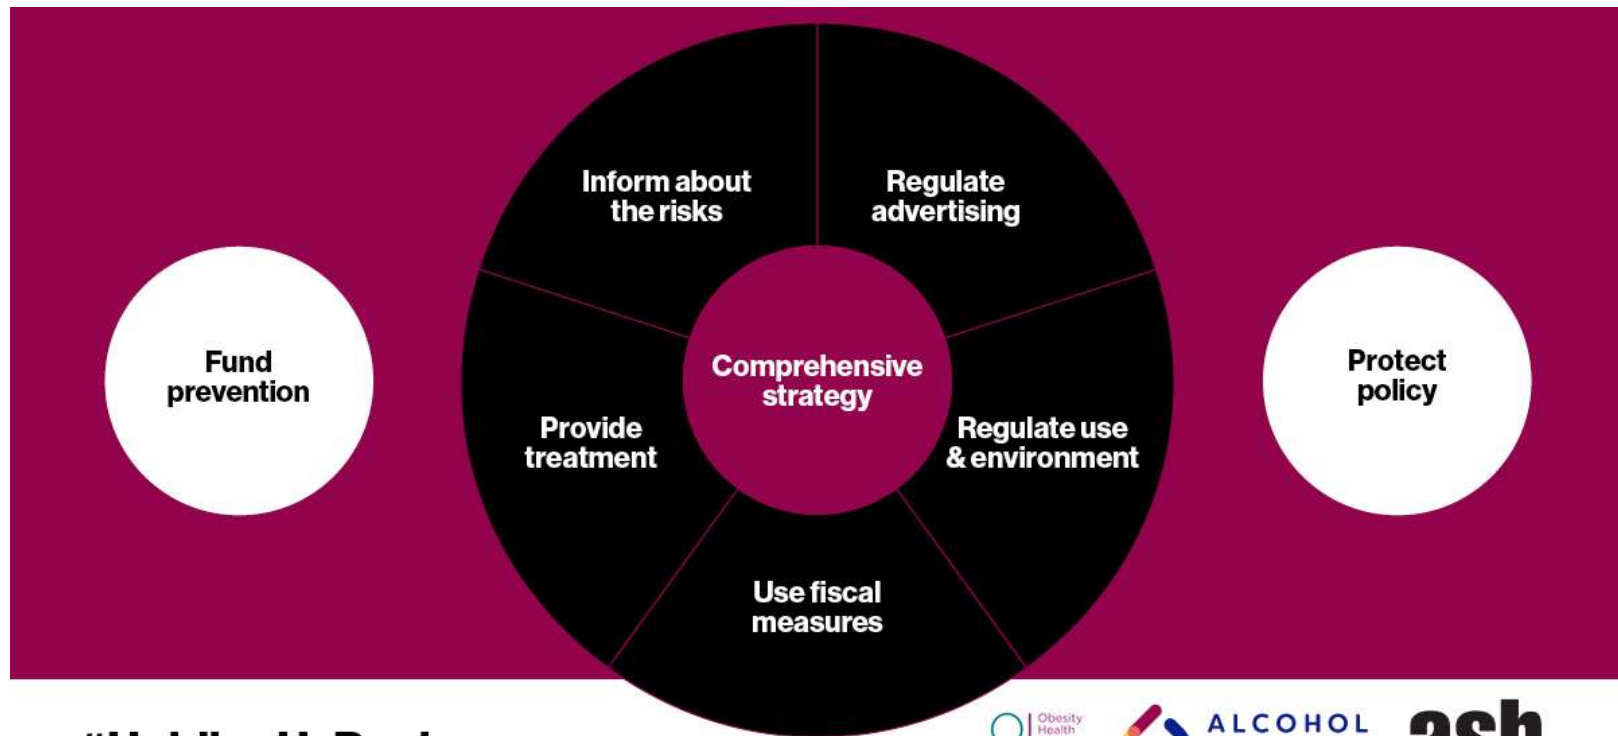 Inform about
the risks
Regulate
advertising
Fund
prevention
Comprehensive
strategy
Protect
policy
Provide
treatment
Regulate use
& environment
Use fiscal
measures
Obesity
Health
ALCOHOL
ash